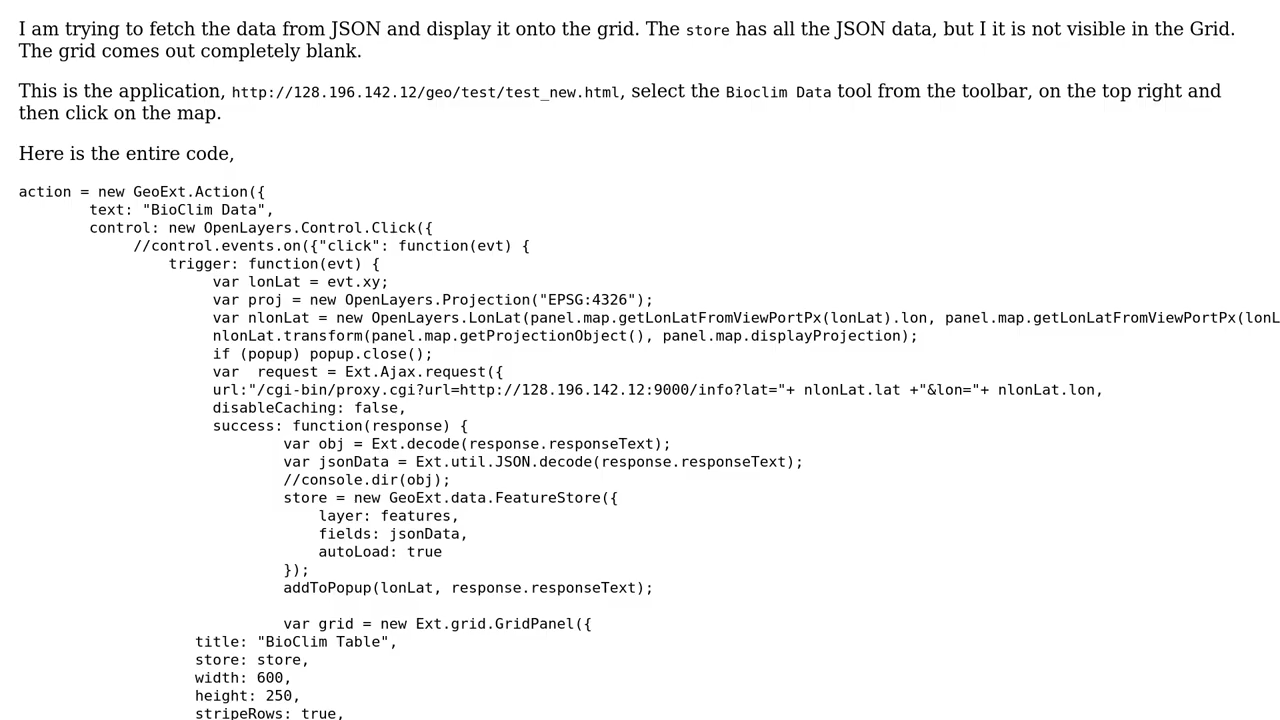 I am trying to fetch the data from JSON and display it onto the grid. The store has all the JSON data, but I it is not visible in the Grid.
The grid comes out completely blank.
This is the application, http://128.196.142.12/geo/test/test_new.html, select the Bioclim Data tool from the toolbar, on the top right and
then click on the map.
Here is the entire code,
action = new GeoExt.Action({
        text: "BioClim Data",
        control: new OpenLayers.Control.Click({
             //control.events.on({"click": function(evt) {
                 trigger: function(evt) {
                      var lonLat = evt.xy;
                      var proj = new OpenLayers.Projection("EPSG:4326");
                      var nlonLat = new OpenLayers.LonLat(panel.map.getLonLatFromViewPortPx(lonLat).lon, panel.map.getLonLatFromViewPortPx(lonL
                      nlonLat.transform(panel.map.getProjectionObject(), panel.map.displayProjection);
                      if (popup) popup.close();
                      var  request = Ext.Ajax.request({
                      url:"/cgi-bin/proxy.cgi?url=http://128.196.142.12:9000/info?lat="+ nlonLat.lat +"&lon="+ nlonLat.lon,
                      disableCaching: false,
                      success: function(response) {
                              var obj = Ext.decode(response.responseText);
                              var jsonData = Ext.util.JSON.decode(response.responseText);
                              //console.dir(obj);
                              store = new GeoExt.data.FeatureStore({
                                  layer: features,
                                  fields: jsonData,
                                  autoLoad: true
                              });
                              addToPopup(lonLat, response.responseText);
                              var grid = new Ext.grid.GridPanel({
                    title: "BioClim Table",
                    store: store,
                    width: 600,
                    height: 250,
                    stripeRows: true,